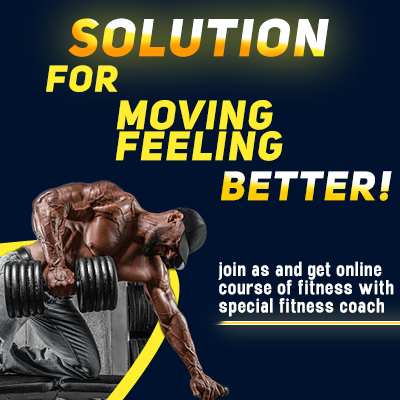 SOLUTION
FOR
MOVING
FEELING
BETTER!
join as and get online
course of fitness with
special fitness coach